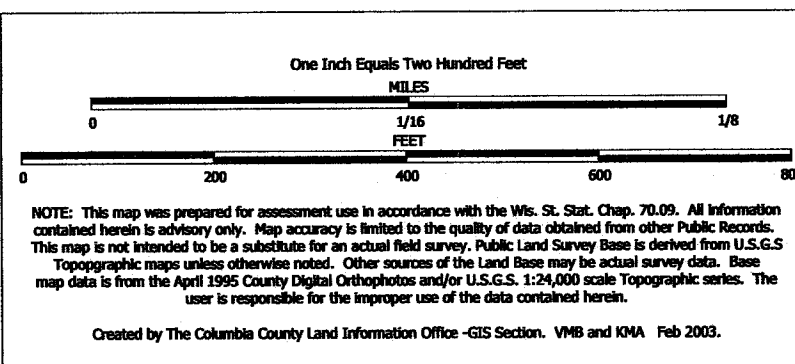 One Inch Equals Two Hundred Feet
MILES
0 1/16 1/8
FEET
0 200 400 600 80
NOTE: This map was prepared for assessment use in accordance with the Wis. St. Stat. Chap. 70.09. All information
contained herein is advisory only. Map accuracy is limited to the quality of data obtained from other Public Records.
This map is not intended to be a substitute for an actual field survey. Public Land Survey Base is derived from U.S.G.S
Topopgraphic maps unless otherwise noted. Other sources of the Land Base may be actual survey data. Base
map data is from the April 1995 County Digital Orthophotos and/or U.S.G.S. 1:24,000 scale Topographic series. The
user is responsible for the improper use of the data contained herein.
Created by The Columbia County Land Information Office -GIS Section. VMB and KMA Feb 2003.